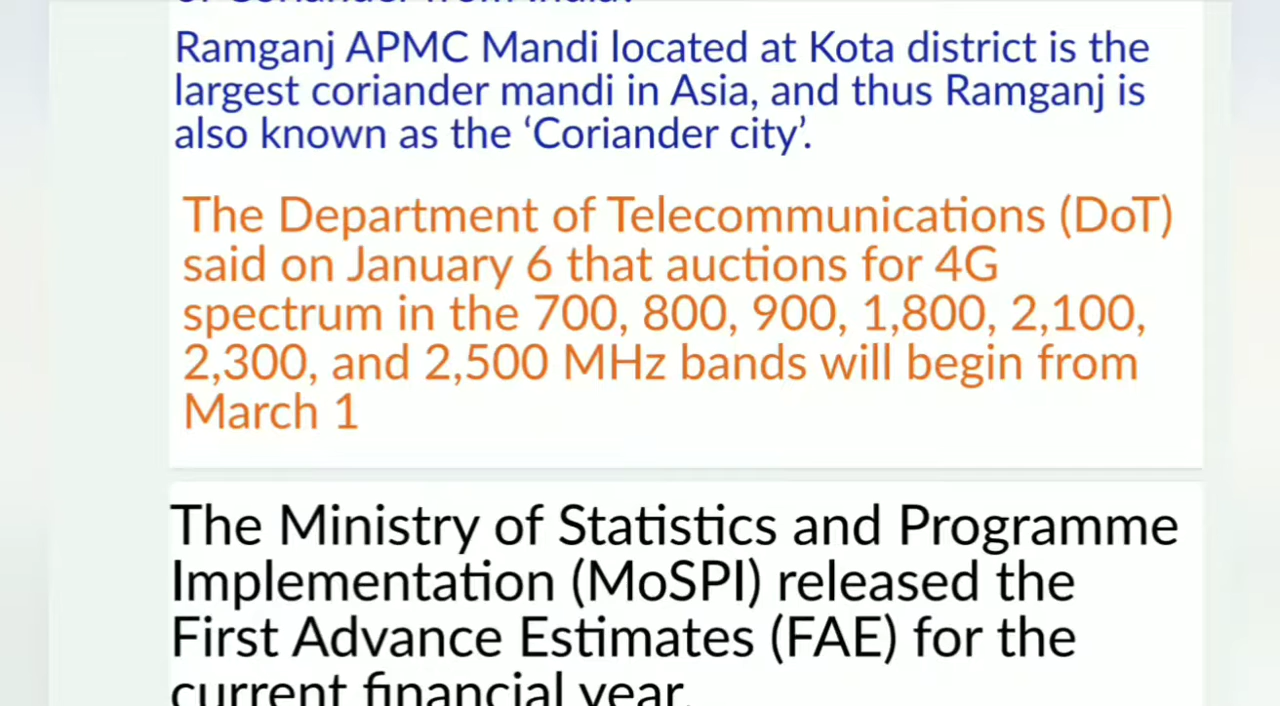 of Coriander from India?
Ramganj APMC Mandi located at Kota district is the
largest coriander mandi in Asia, and thus Ramganj is
also known as the ‘Coriander city’.
The Department of Telecommunications (DoT)
said on January 6 that auctions for 4G
spectrum in the 700, 800, 900, 1,800, 2,100,
2,300, and 2,500 MHz bands will begin from
March 1
The Ministry of Statistics and Programme
Implementation (MoSPI) released the
First Advance Estimates (FAE) for the
current financial year.